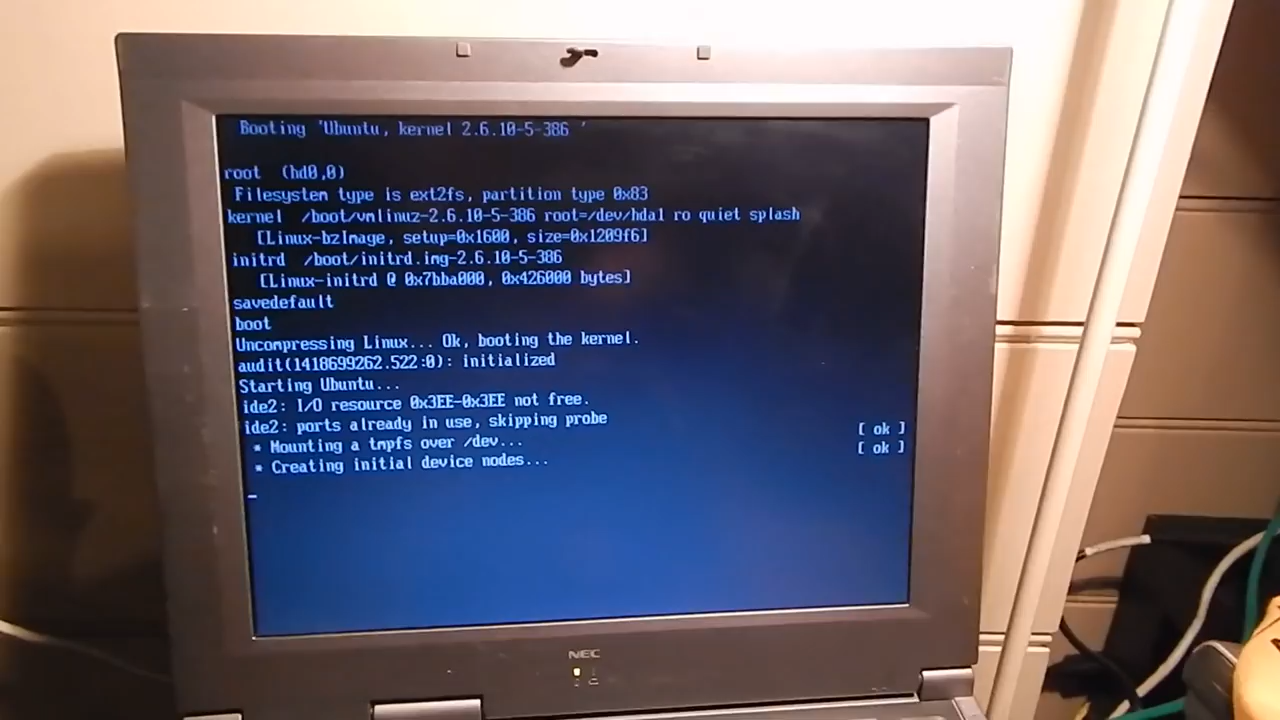 Booting 'Ubuntu, kernel 2.6.10-5-386 '
root (hd0,0)
Filesystem type is ext2fs, partition type 0x83
kernel /boot/vmlinuz-2.6.10-5-386 root=/dev/hda1 ro quiet splash
[Linux-bzImage, setup=0x1600, size=0x1209f6]
initrd /boot/initrd.img-2.6.10-5-386
[Linux-initrd @ 0x7bba000, 0x426000 bytes]
savedefault
boot
Uncompressing Linux... Ok, booting the kernel.
audit(1418699262.522:0): initialized
Starting Ubuntu...
ide2: I/O resource 0x3EE-0x3EE not free.
ide2: ports already in use, skipping probe
* Mounting a tmpfs over /dev... [ ok ]
* Creating initial device nodes... [ ok ]
NEC